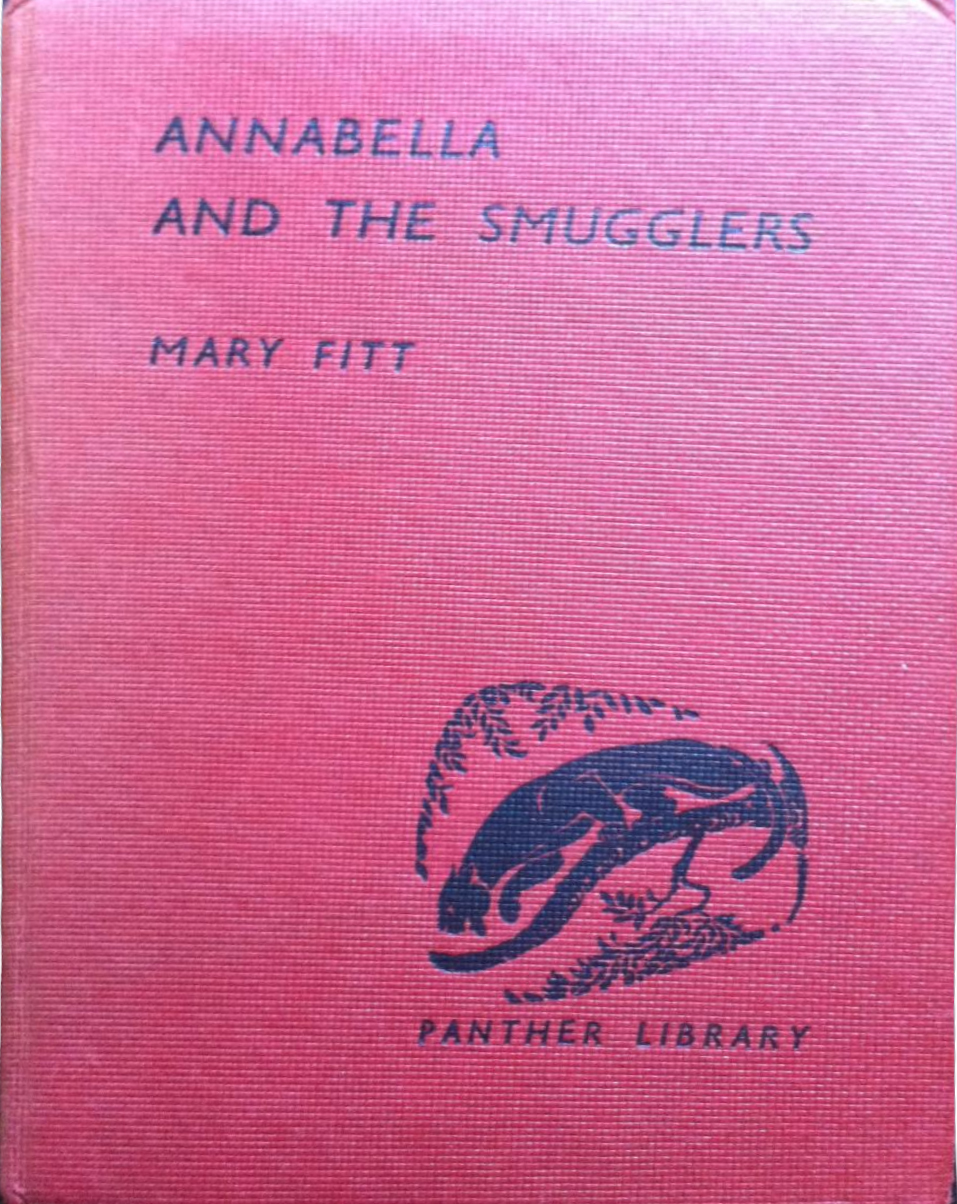 ANNABELLA
AND THE SMUGGLERS
MARY FITT
PANTHER LIBRARY